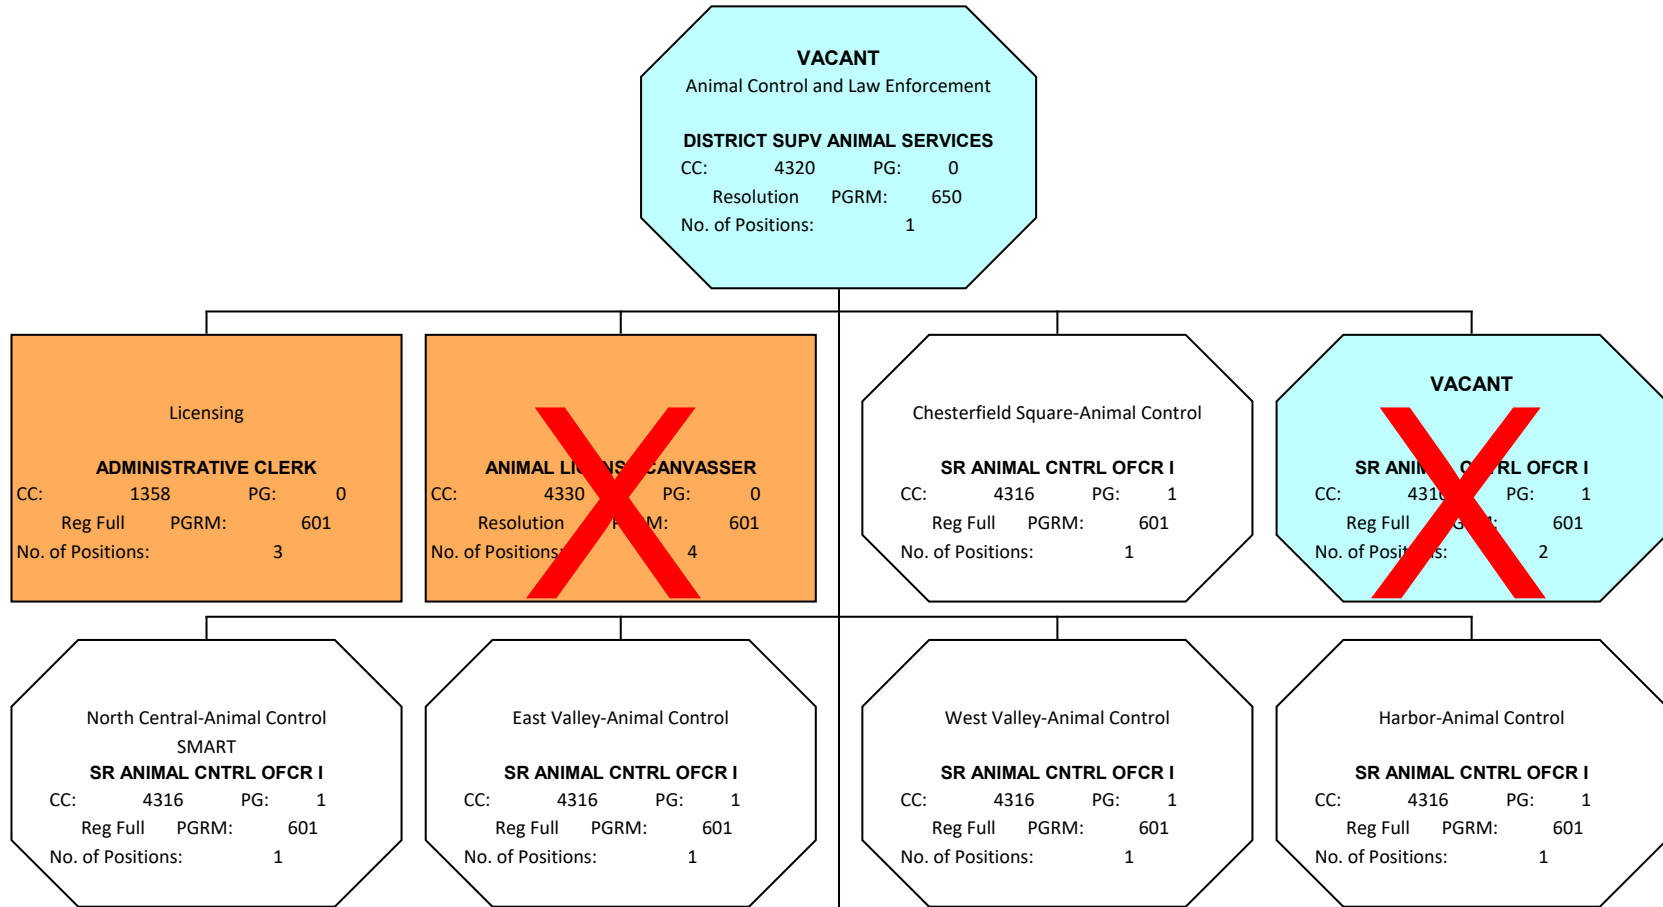 VACANT
Animal Control and Law Enforcement
DISTRICT SUPV ANIMAL SERVICES
CC: 4320 PG: 0
Resolution PGRM: 650
No. of Positions: 1
Licensing
ADMINISTRATIVE CLERK
CC: 1358 PG: 0
Reg Full PGRM: 601
No. of Positions: 3
ANIMAL LICENSE CANVASSER
CC: 4330 PG: 0
Resolution PGRM: 601
No. of Positions: 4
Chesterfield Square-Animal Control
SR ANIMAL CNTRL OFCR I
CC: 4316 PG: 1
Reg Full PGRM: 601
No. of Positions: 1
VACANT
SR ANIMAL CNTRL OFCR I
CC: 4316 PG: 1
Reg Full PGRM: 601
No. of Positions: 2
North Central-Animal Control
SMART
SR ANIMAL CNTRL OFCR I
CC: 4316 PG: 1
Reg Full PGRM: 601
No. of Positions: 1
East Valley-Animal Control
SR ANIMAL CNTRL OFCR I
CC: 4316 PG: 1
Reg Full PGRM: 601
No. of Positions: 1
West Valley-Animal Control
SR ANIMAL CNTRL OFCR I
CC: 4316 PG: 1
Reg Full PGRM: 601
No. of Positions: 1
Harbor-Animal Control
SR ANIMAL CNTRL OFCR I
CC: 4316 PG: 1
Reg Full PGRM: 601
No. of Positions: 1